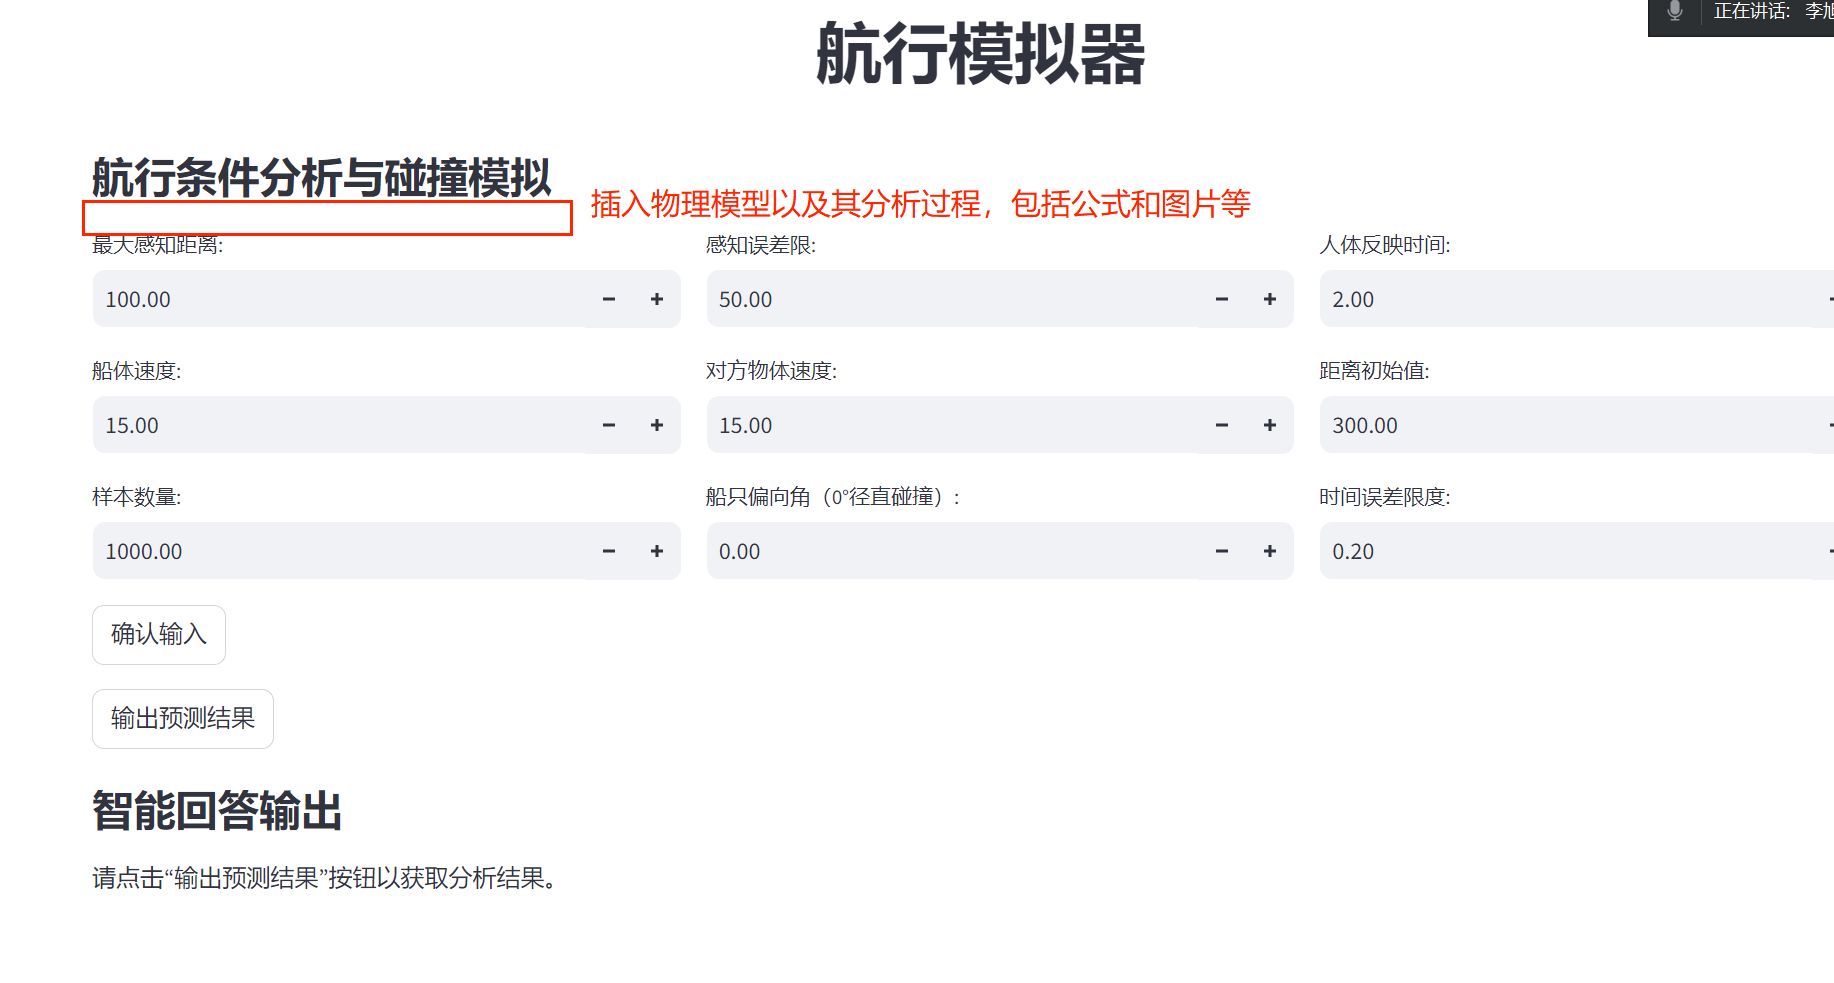 正在讲话: 李旭
航行模拟器
航行条件分析与碰撞模拟
插入物理模型以及其分析过程，包括公式和图片等
最大感知距离: 感知误差限: 人体反映时间:
100.00 50.00 2.00
船体速度: 对方物体速度: 距离初始值:
15.00 15.00 300.00
样本数量: 船只偏向角（0°径直碰撞）: 时间误差限度:
1000.00 0.00 0.20
确认输入
输出预测结果
智能回答输出
请点击“输出预测结果”按钮以获取分析结果。